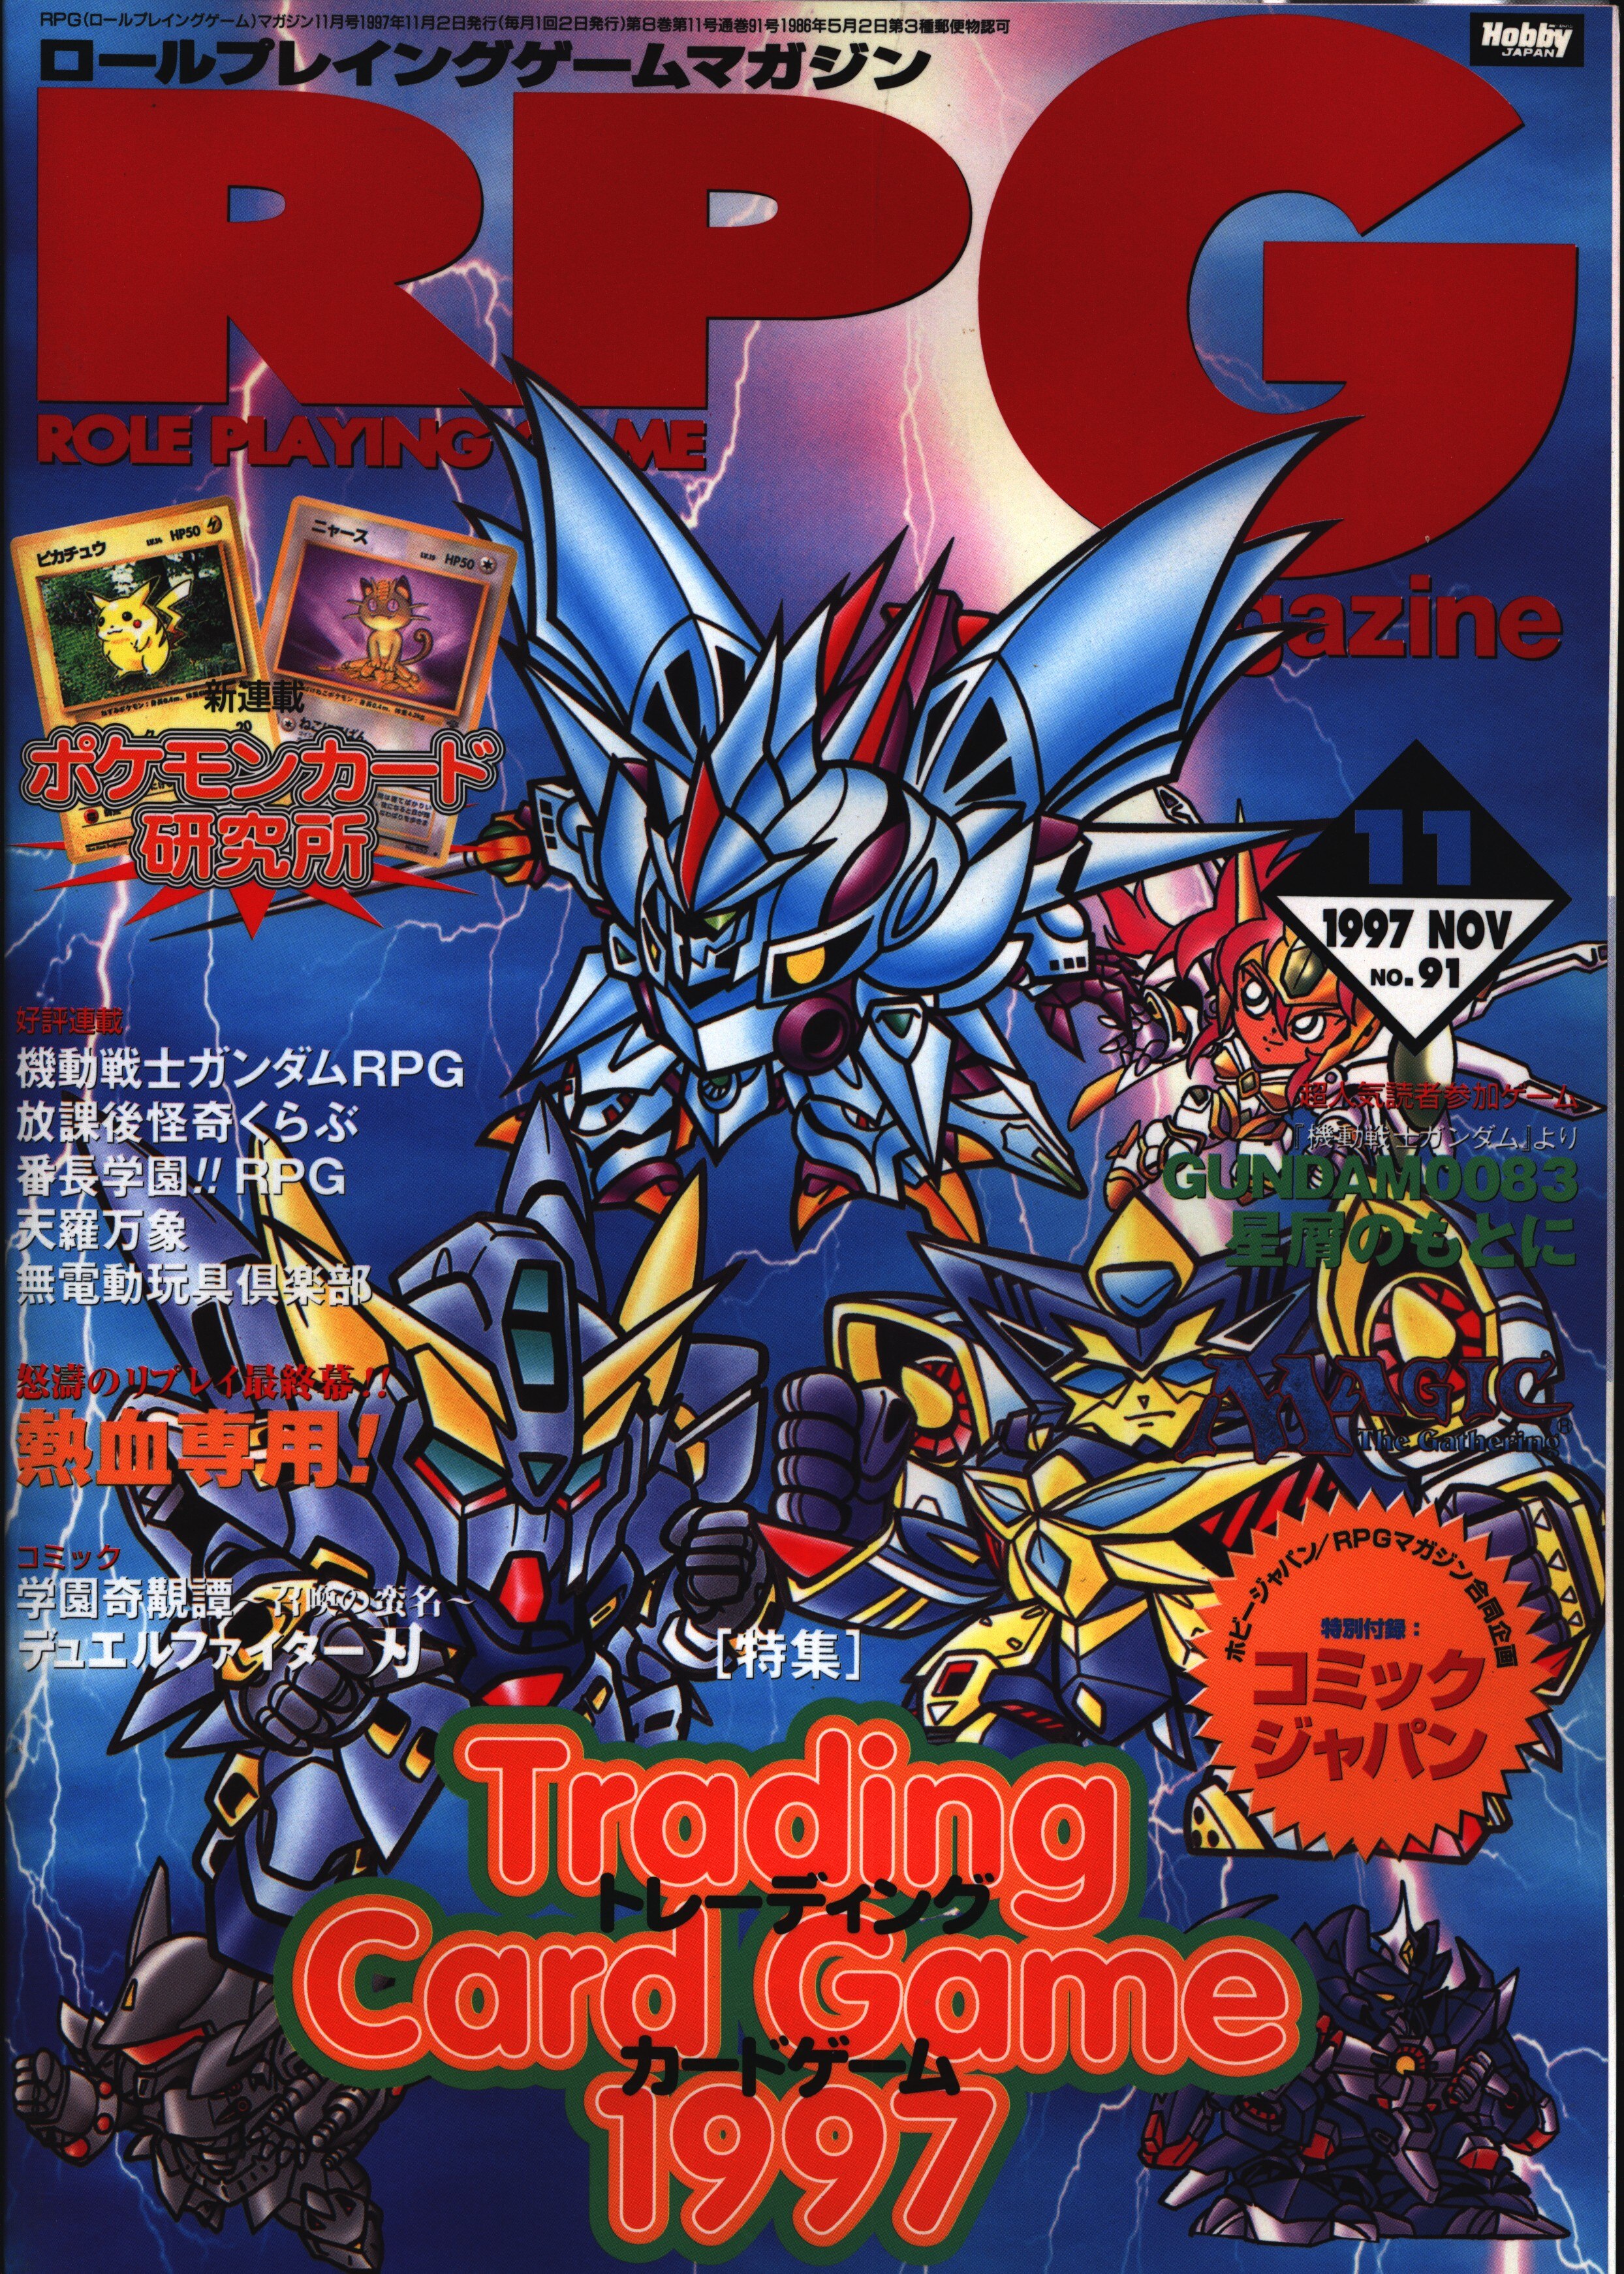 RPG(ロールプレイングゲーム)マガジン11月号1997年11月2日発行(毎月1回2日発行)第8巻第11号通巻91号1986年5月2日第3種郵便物認可
Hobby
JAPAN
ロールプレイングゲームマガジン
RPG
ROLE PLAYING
gazine
ピカチュウ
HP50
ニャース
HP50
新連載
20
ポケモンカード
研究所
11
1997 NOV
NO.91
好評連載
機動戦士ガンダムRPG
放課後怪奇くらぶ
番長学園!! RPG
天羅万象
無電動玩具倶楽部
超人気読者参加ゲーム
『機動戦士ガンダム』より
GUNDAM0083
星屑のもとに
怒濤のリプレイ最終幕!!
熱血専用!
MAGIC
The Gathering®
コミック
学園奇覯譚～召喚の蛮名～
デュエルファイター刃
ホビージャパン/RPGマガジン合同企画
特別付録:
コミック
ジャパン
[特集]
Trading
トレーディング
Card Game
カードゲーム
1997